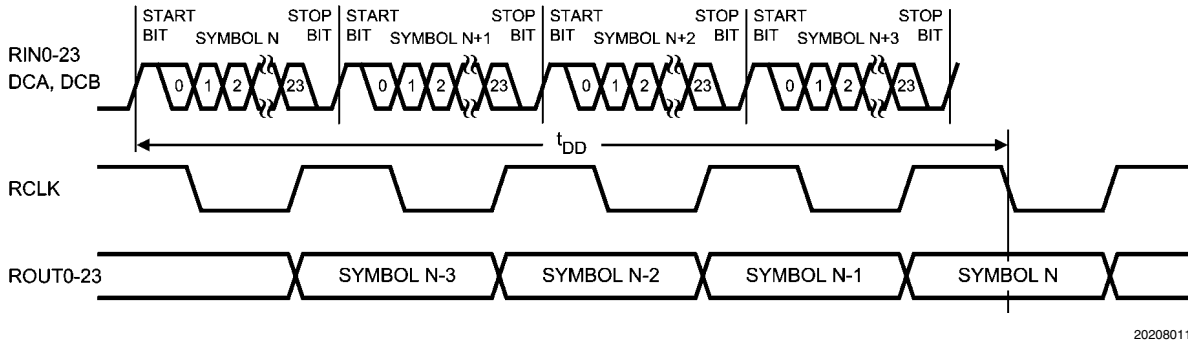 START STOP START STOP START STOP START STOP
BIT SYMBOL N BIT BIT SYMBOL N+1 BIT BIT SYMBOL N+2 BIT BIT SYMBOL N+3 BIT
RIN0-23
DCA, DCB
0 1 2 23 0 1 2 23 0 1 2 23 0 1 2 23
tDD
RCLK
ROUT0-23 SYMBOL N-3 SYMBOL N-2 SYMBOL N-1 SYMBOL N
20208011